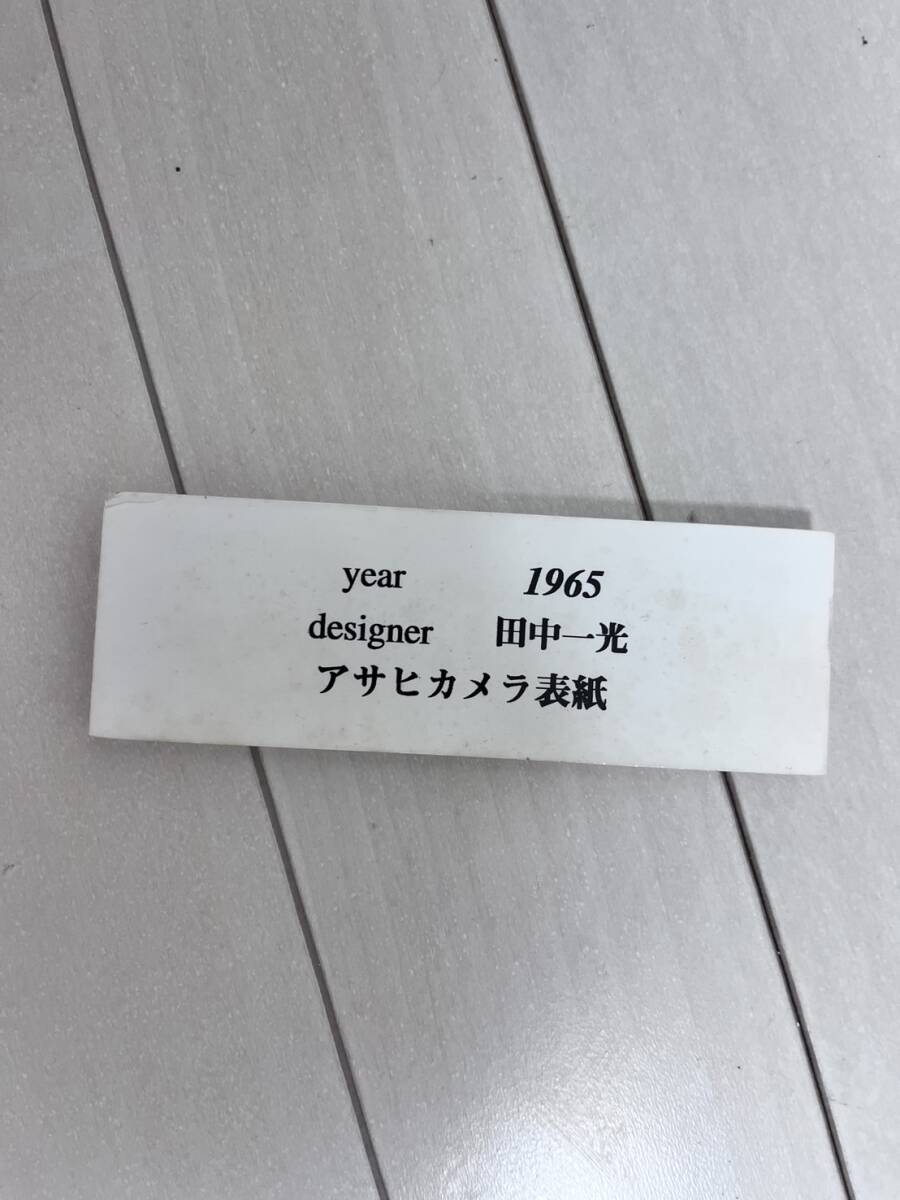 year 1965
designer 田中一光
アサヒカメラ表紙